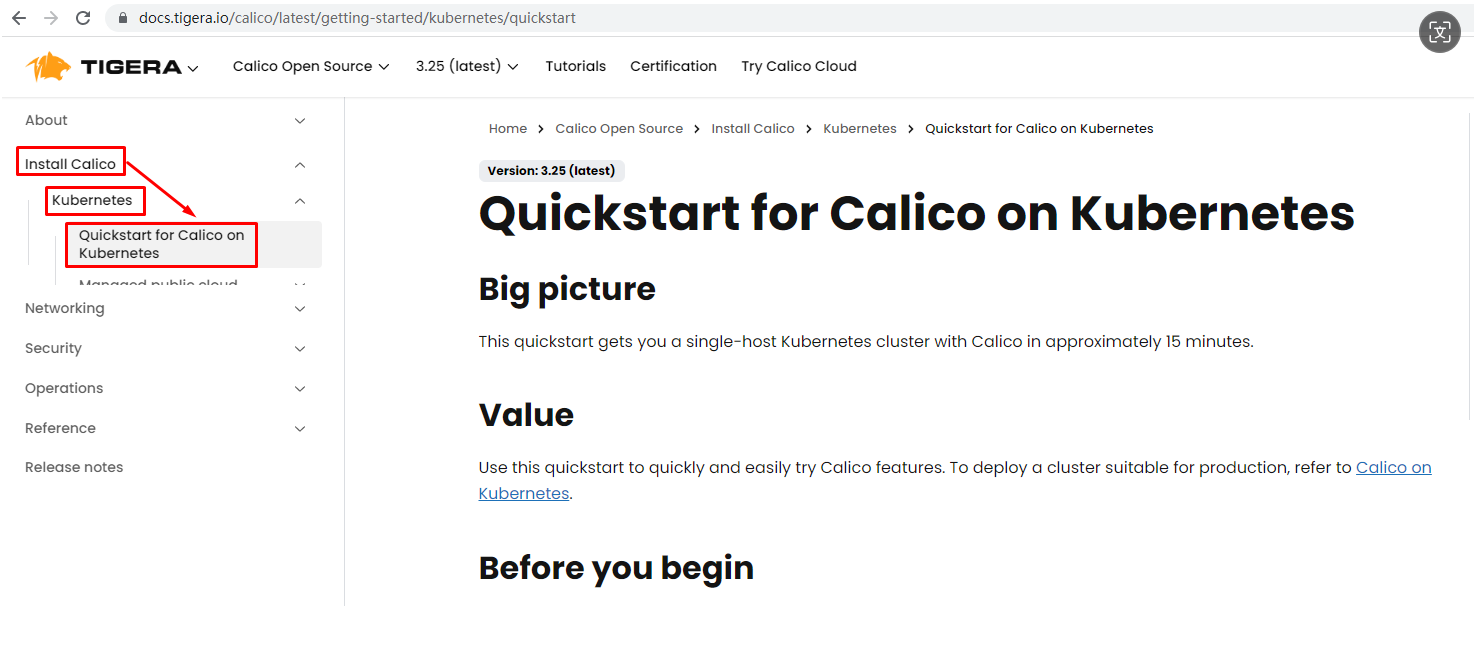 docs.tigera.io/calico/latest/getting-started/kubernetes/quickstart
TIGERA
Calico Open Source
3.25 (latest)
Tutorials
Certification
Try Calico Cloud
About
Install Calico
Kubernetes
Quickstart for Calico on
Kubernetes
Managed public cloud
Networking
Security
Operations
Reference
Release notes
Home > Calico Open Source > Install Calico > Kubernetes > Quickstart for Calico on Kubernetes
Version: 3.25 (latest)
Quickstart for Calico on Kubernetes
Big picture
This quickstart gets you a single-host Kubernetes cluster with Calico in approximately 15 minutes.
Value
Use this quickstart to quickly and easily try Calico features. To deploy a cluster suitable for production, refer to Calico on
Kubernetes.
Before you begin